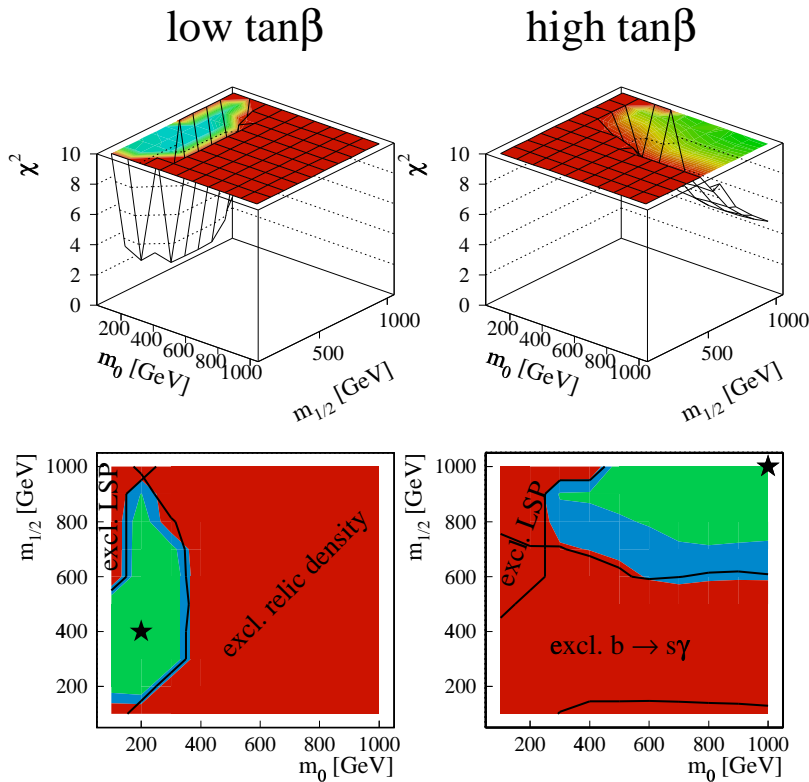 low tanβ
high tanβ
χ²
10
8
6
4
2
0
200
400
600
800
1000
m₀ [GeV]
500
1000
m₁/₂ [GeV]
χ²
10
8
6
4
2
0
200
400
600
800
1000
m₀ [GeV]
500
1000
m₁/₂ [GeV]
m₁/₂ [GeV]
1000
800
600
400
200
excl. LSP
excl. relic density
200
400
600
800
1000
m₀ [GeV]
m₁/₂ [GeV]
1000
800
600
400
200
excl. LSP
excl. b → sγ
200
400
600
800
1000
m₀ [GeV]